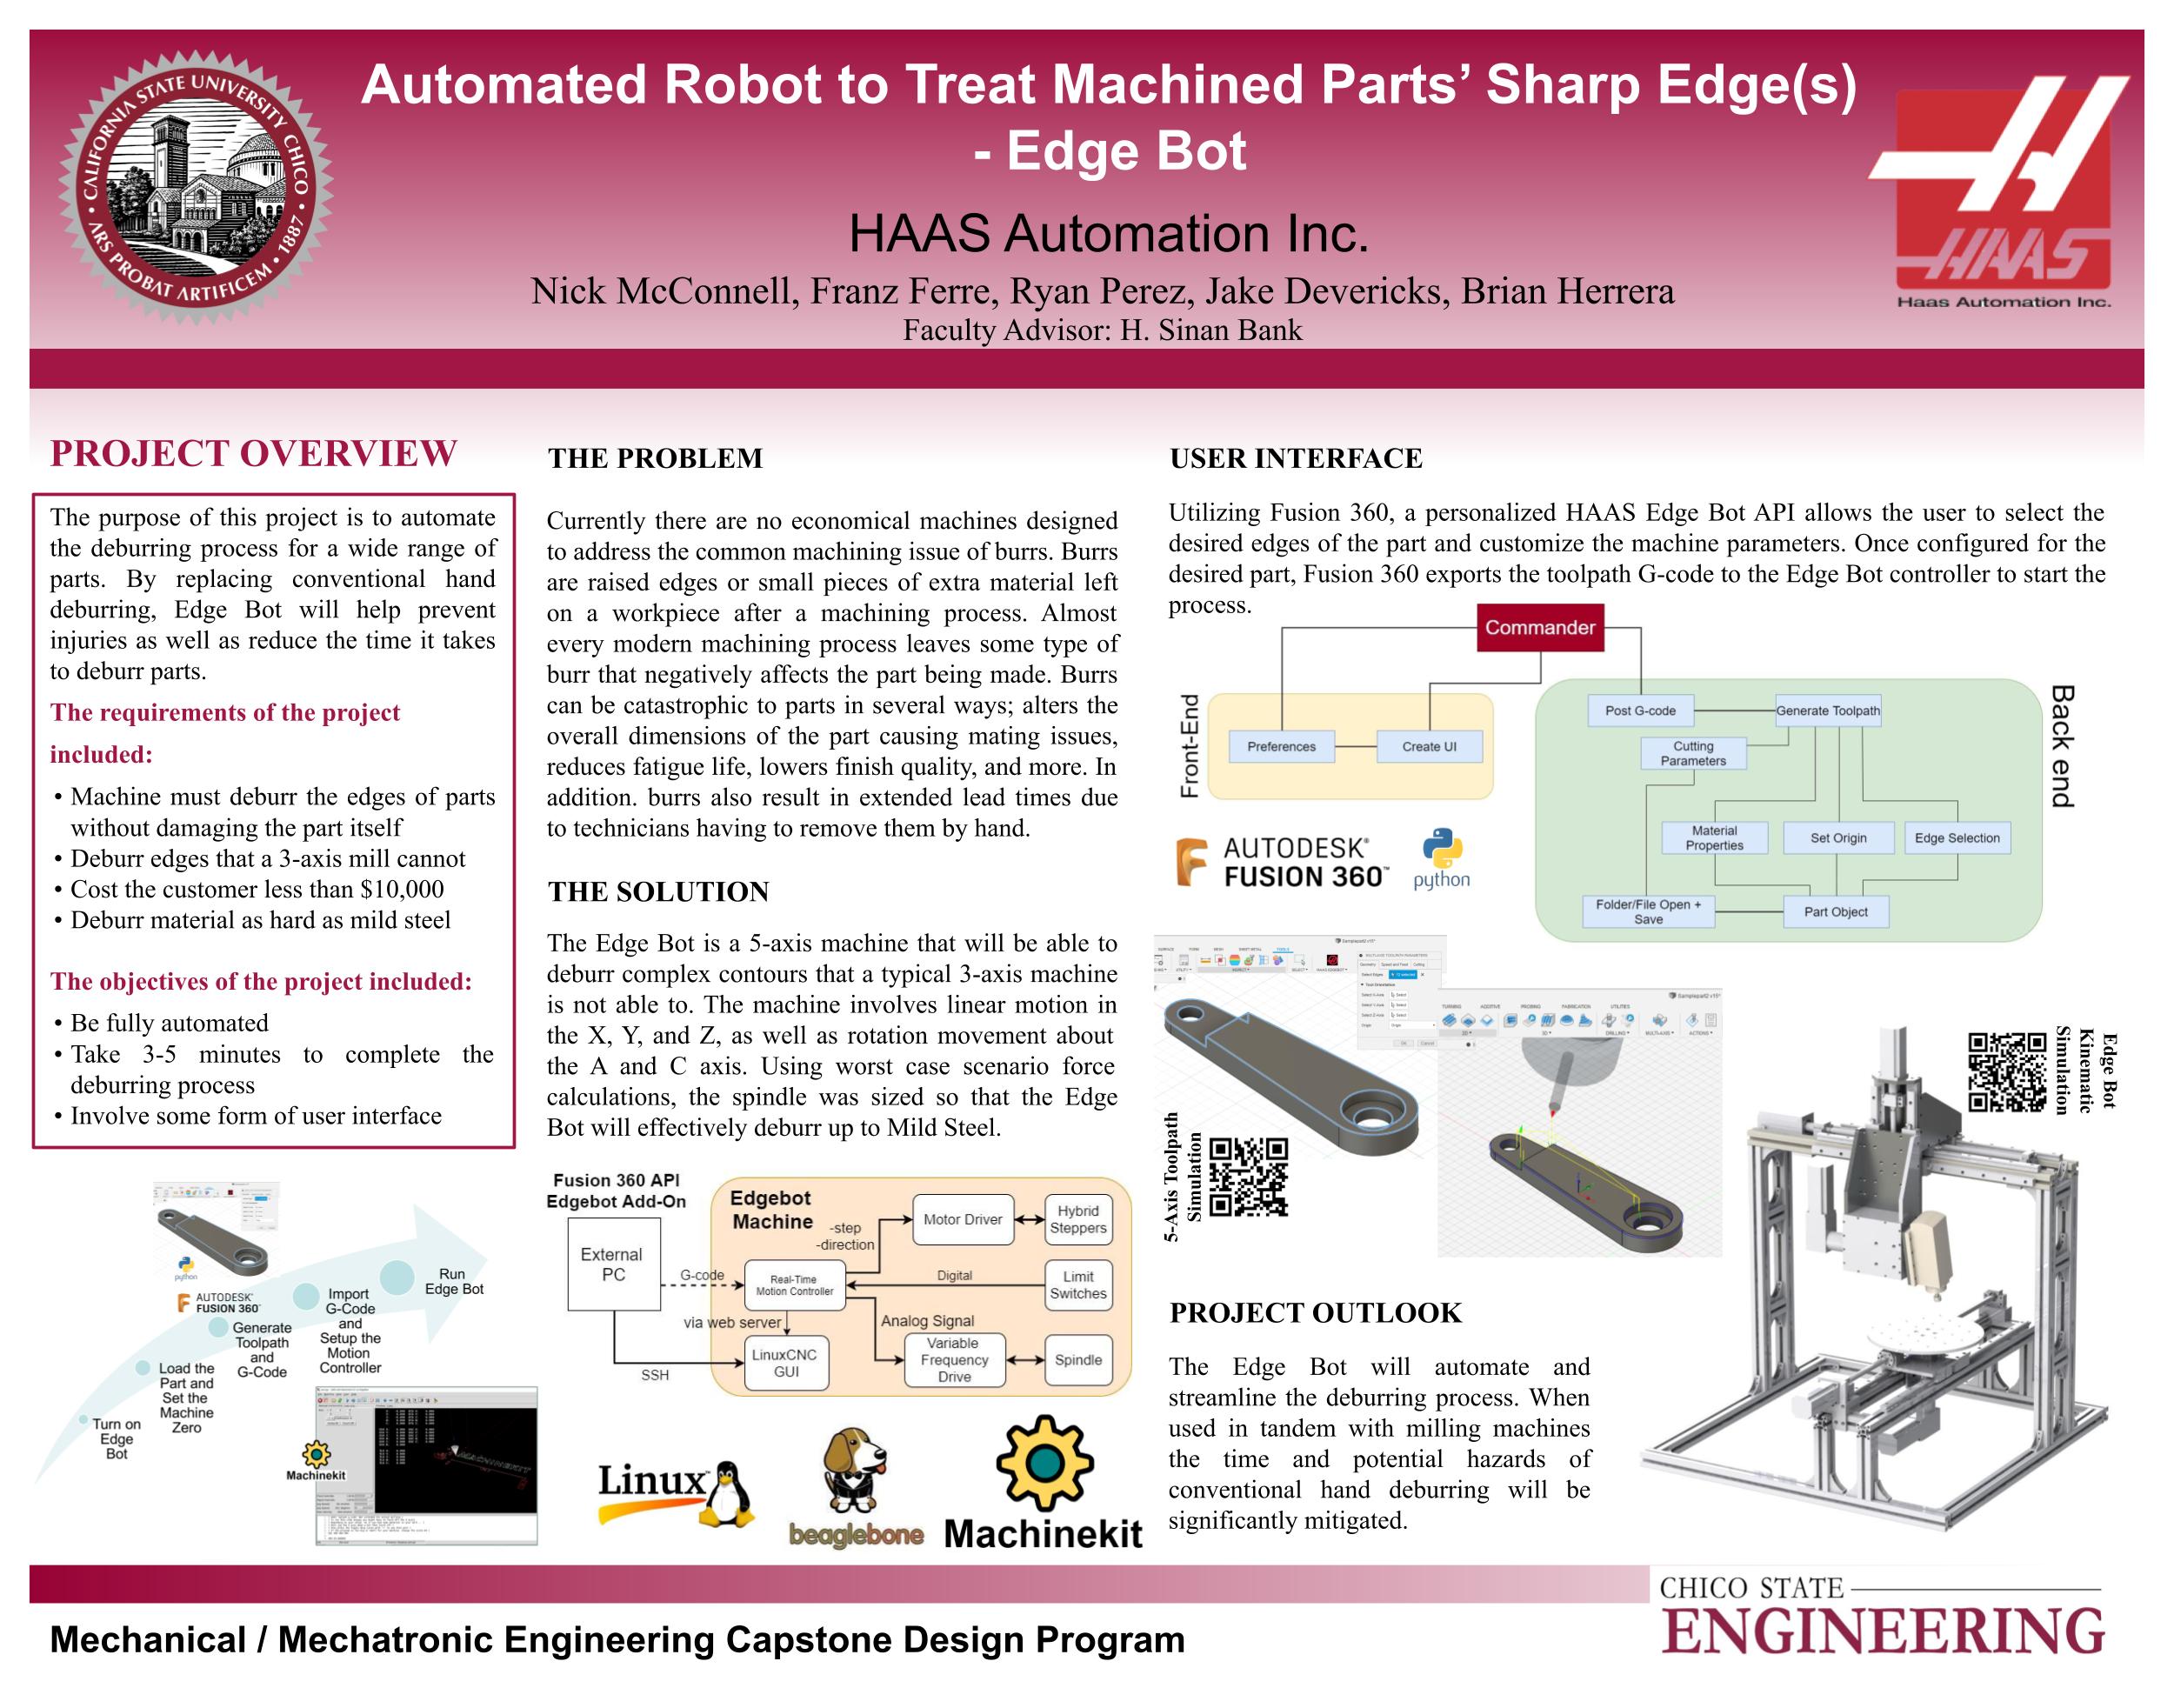 Automated Robot to Treat Machined Parts’ Sharp Edge(s)
- Edge Bot
HAAS Automation Inc.
Nick McConnell, Franz Ferre, Ryan Perez, Jake Devericks, Brian Herrera
Faculty Advisor: H. Sinan Bank
CALIFORNIA STATE UNIVERSITY CHICO • 1887 • ARS PROBAT ARTIFICEM •
HAAS
Haas Automation Inc.
PROJECT OVERVIEW
The purpose of this project is to automate
the deburring process for a wide range of
parts. By replacing conventional hand
deburring, Edge Bot will help prevent
injuries as well as reduce the time it takes
to deburr parts.
The requirements of the project
included:
• Machine must deburr the edges of parts
without damaging the part itself
• Deburr edges that a 3-axis mill cannot
• Cost the customer less than $10,000
• Deburr material as hard as mild steel
The objectives of the project included:
• Be fully automated
• Take 3-5 minutes to complete the
deburring process
• Involve some form of user interface
python
AUTODESK
FUSION 360
Turn on
Edge
Bot
Load the
Part and
Set the
Machine
Zero
Generate
Toolpath
and
G-Code
Import
G-Code
and
Setup the
Motion
Controller
Run
Edge Bot
Machinekit
THE PROBLEM
Currently there are no economical machines designed
to address the common machining issue of burrs. Burrs
are raised edges or small pieces of extra material left
on a workpiece after a machining process. Almost
every modern machining process leaves some type of
burr that negatively affects the part being made. Burrs
can be catastrophic to parts in several ways; alters the
overall dimensions of the part causing mating issues,
reduces fatigue life, lowers finish quality, and more. In
addition. burrs also result in extended lead times due
to technicians having to remove them by hand.
THE SOLUTION
The Edge Bot is a 5-axis machine that will be able to
deburr complex contours that a typical 3-axis machine
is not able to. The machine involves linear motion in
the X, Y, and Z, as well as rotation movement about
the A and C axis. Using worst case scenario force
calculations, the spindle was sized so that the Edge
Bot will effectively deburr up to Mild Steel.
Fusion 360 API
Edgebot Add-On
External
PC
G-code
SSH
Edgebot
Machine
-step
-direction
Motor Driver
Hybrid
Steppers
Real-Time
Motion Controller
Digital
Limit
Switches
via web server
Analog Signal
LinuxCNC
GUI
Variable
Frequency
Drive
Spindle
Linux
beaglebone
Machinekit
USER INTERFACE
Utilizing Fusion 360, a personalized HAAS Edge Bot API allows the user to select the
desired edges of the part and customize the machine parameters. Once configured for the
desired part, Fusion 360 exports the toolpath G-code to the Edge Bot controller to start the
process.
Commander
Front-End
Preferences
Create UI
Back end
Post G-code
Generate Toolpath
Cutting
Parameters
Material
Properties
Set Origin
Edge Selection
Folder/File Open +
Save
Part Object
AUTODESK
FUSION 360
python
5-Axis Toolpath
Simulation
Edge Bot
Kinematic
Simulation
PROJECT OUTLOOK
The Edge Bot will automate and
streamline the deburring process. When
used in tandem with milling machines
the time and potential hazards of
conventional hand deburring will be
significantly mitigated.
Mechanical / Mechatronic Engineering Capstone Design Program
CHICO STATE
ENGINEERING